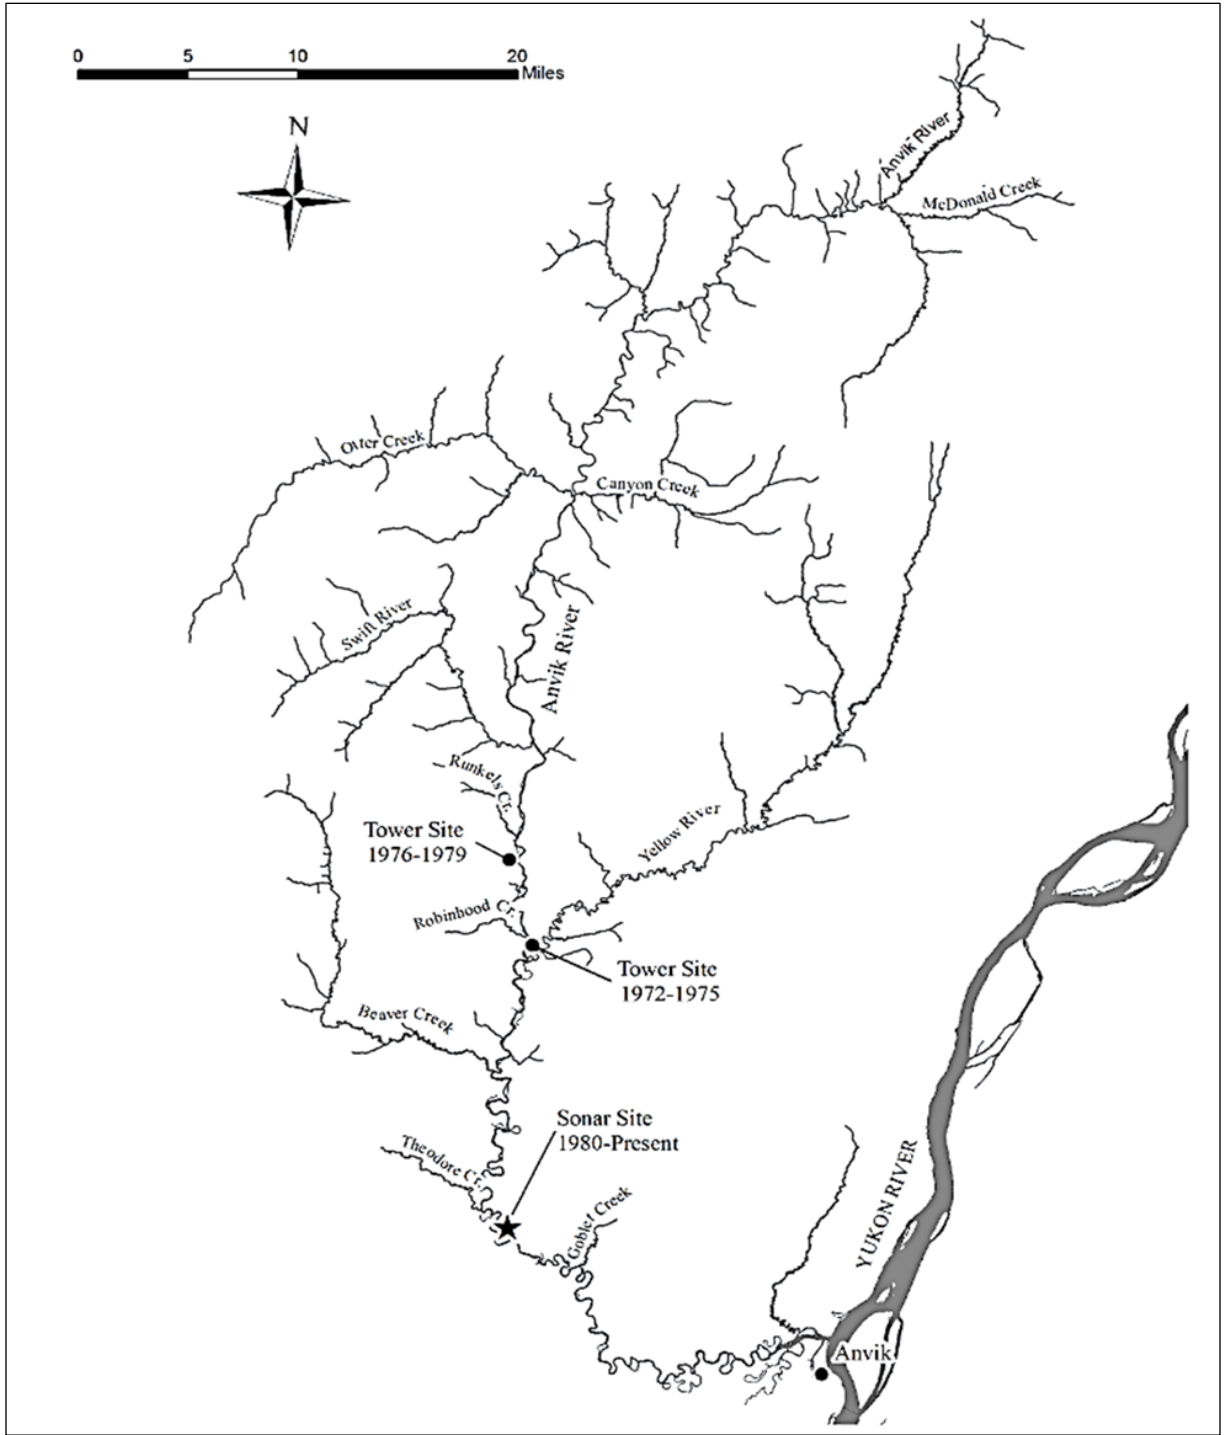 0 5 10 20
Miles
N
Anvik River
McDonald Creek
Otter Creek
Canyon Creek
Swift River
Anvik River
Runkels Cr.
Tower Site
1976-1979
Yellow River
Robinhood Cr.
Tower Site
1972-1975
Beaver Creek
Sonar Site
1980-Present
Theodore Cr.
Goblet Creek
YUKON RIVER
Anvik